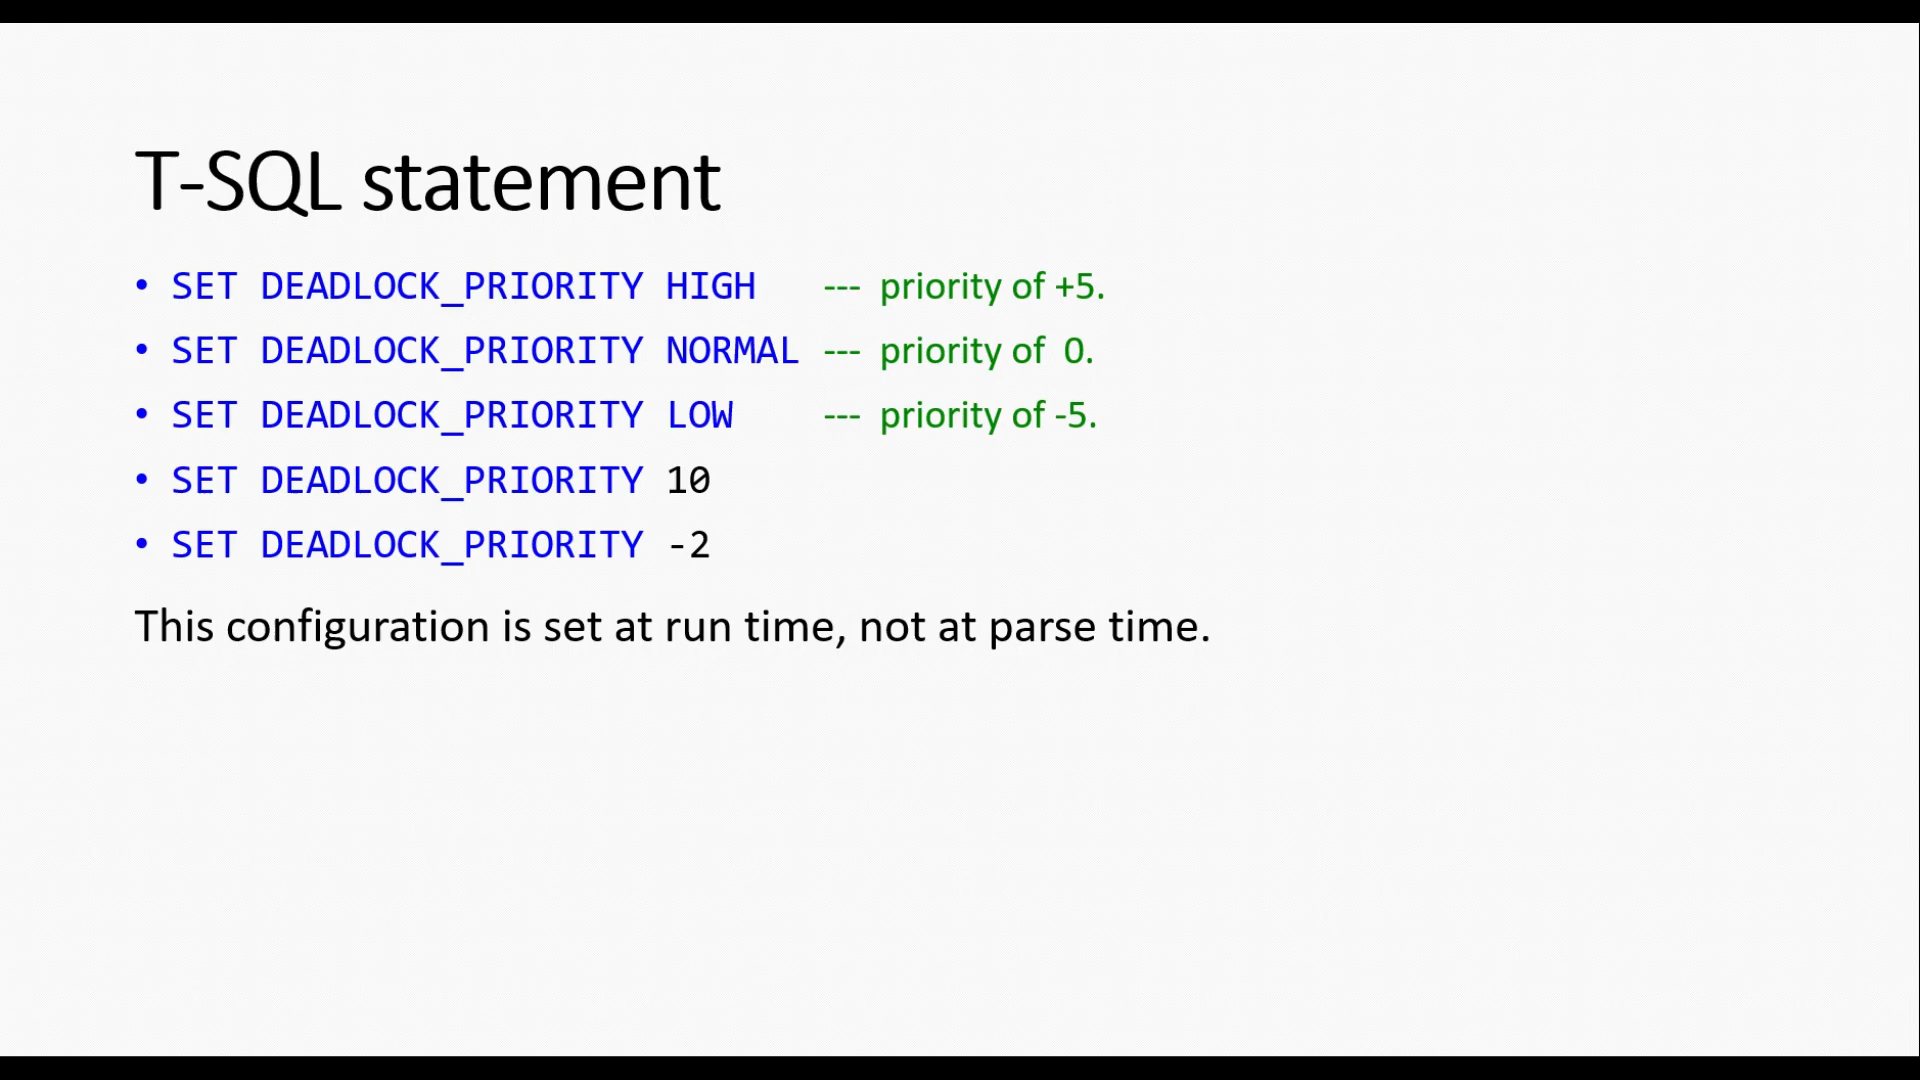 T-SQL statement
• SET DEADLOCK_PRIORITY HIGH --- priority of +5.
• SET DEADLOCK_PRIORITY NORMAL --- priority of 0.
• SET DEADLOCK_PRIORITY LOW --- priority of -5.
• SET DEADLOCK_PRIORITY 10
• SET DEADLOCK_PRIORITY -2
This configuration is set at run time, not at parse time.